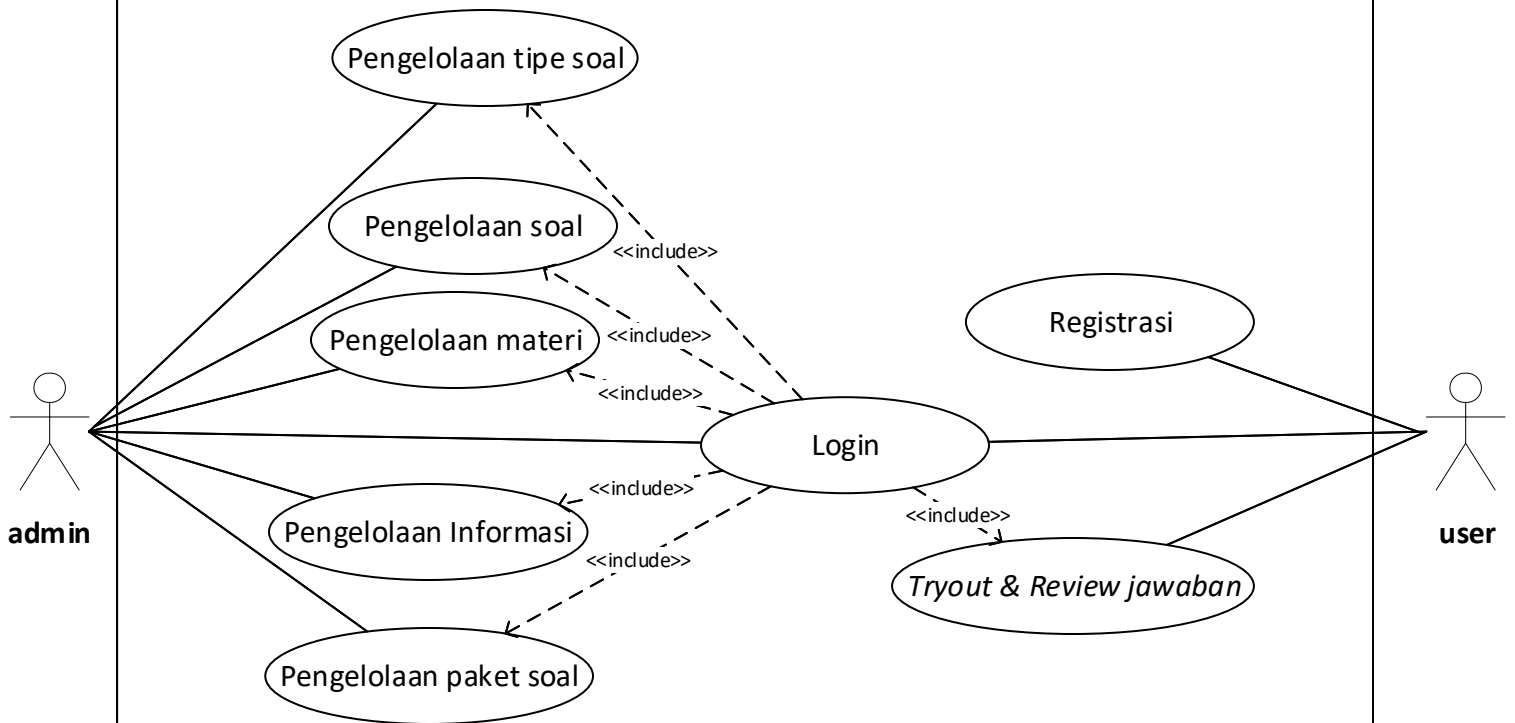 Pengelolaan tipe soal
Pengelolaan soal
<<include>>
Registrasi
<<include>>
Pengelolaan materi
<<include>>
Login
<<include>>
<<include>>
Pengelolaan Informasi
admin
user
<<include>>
Tryout & Review jawaban
Pengelolaan paket soal